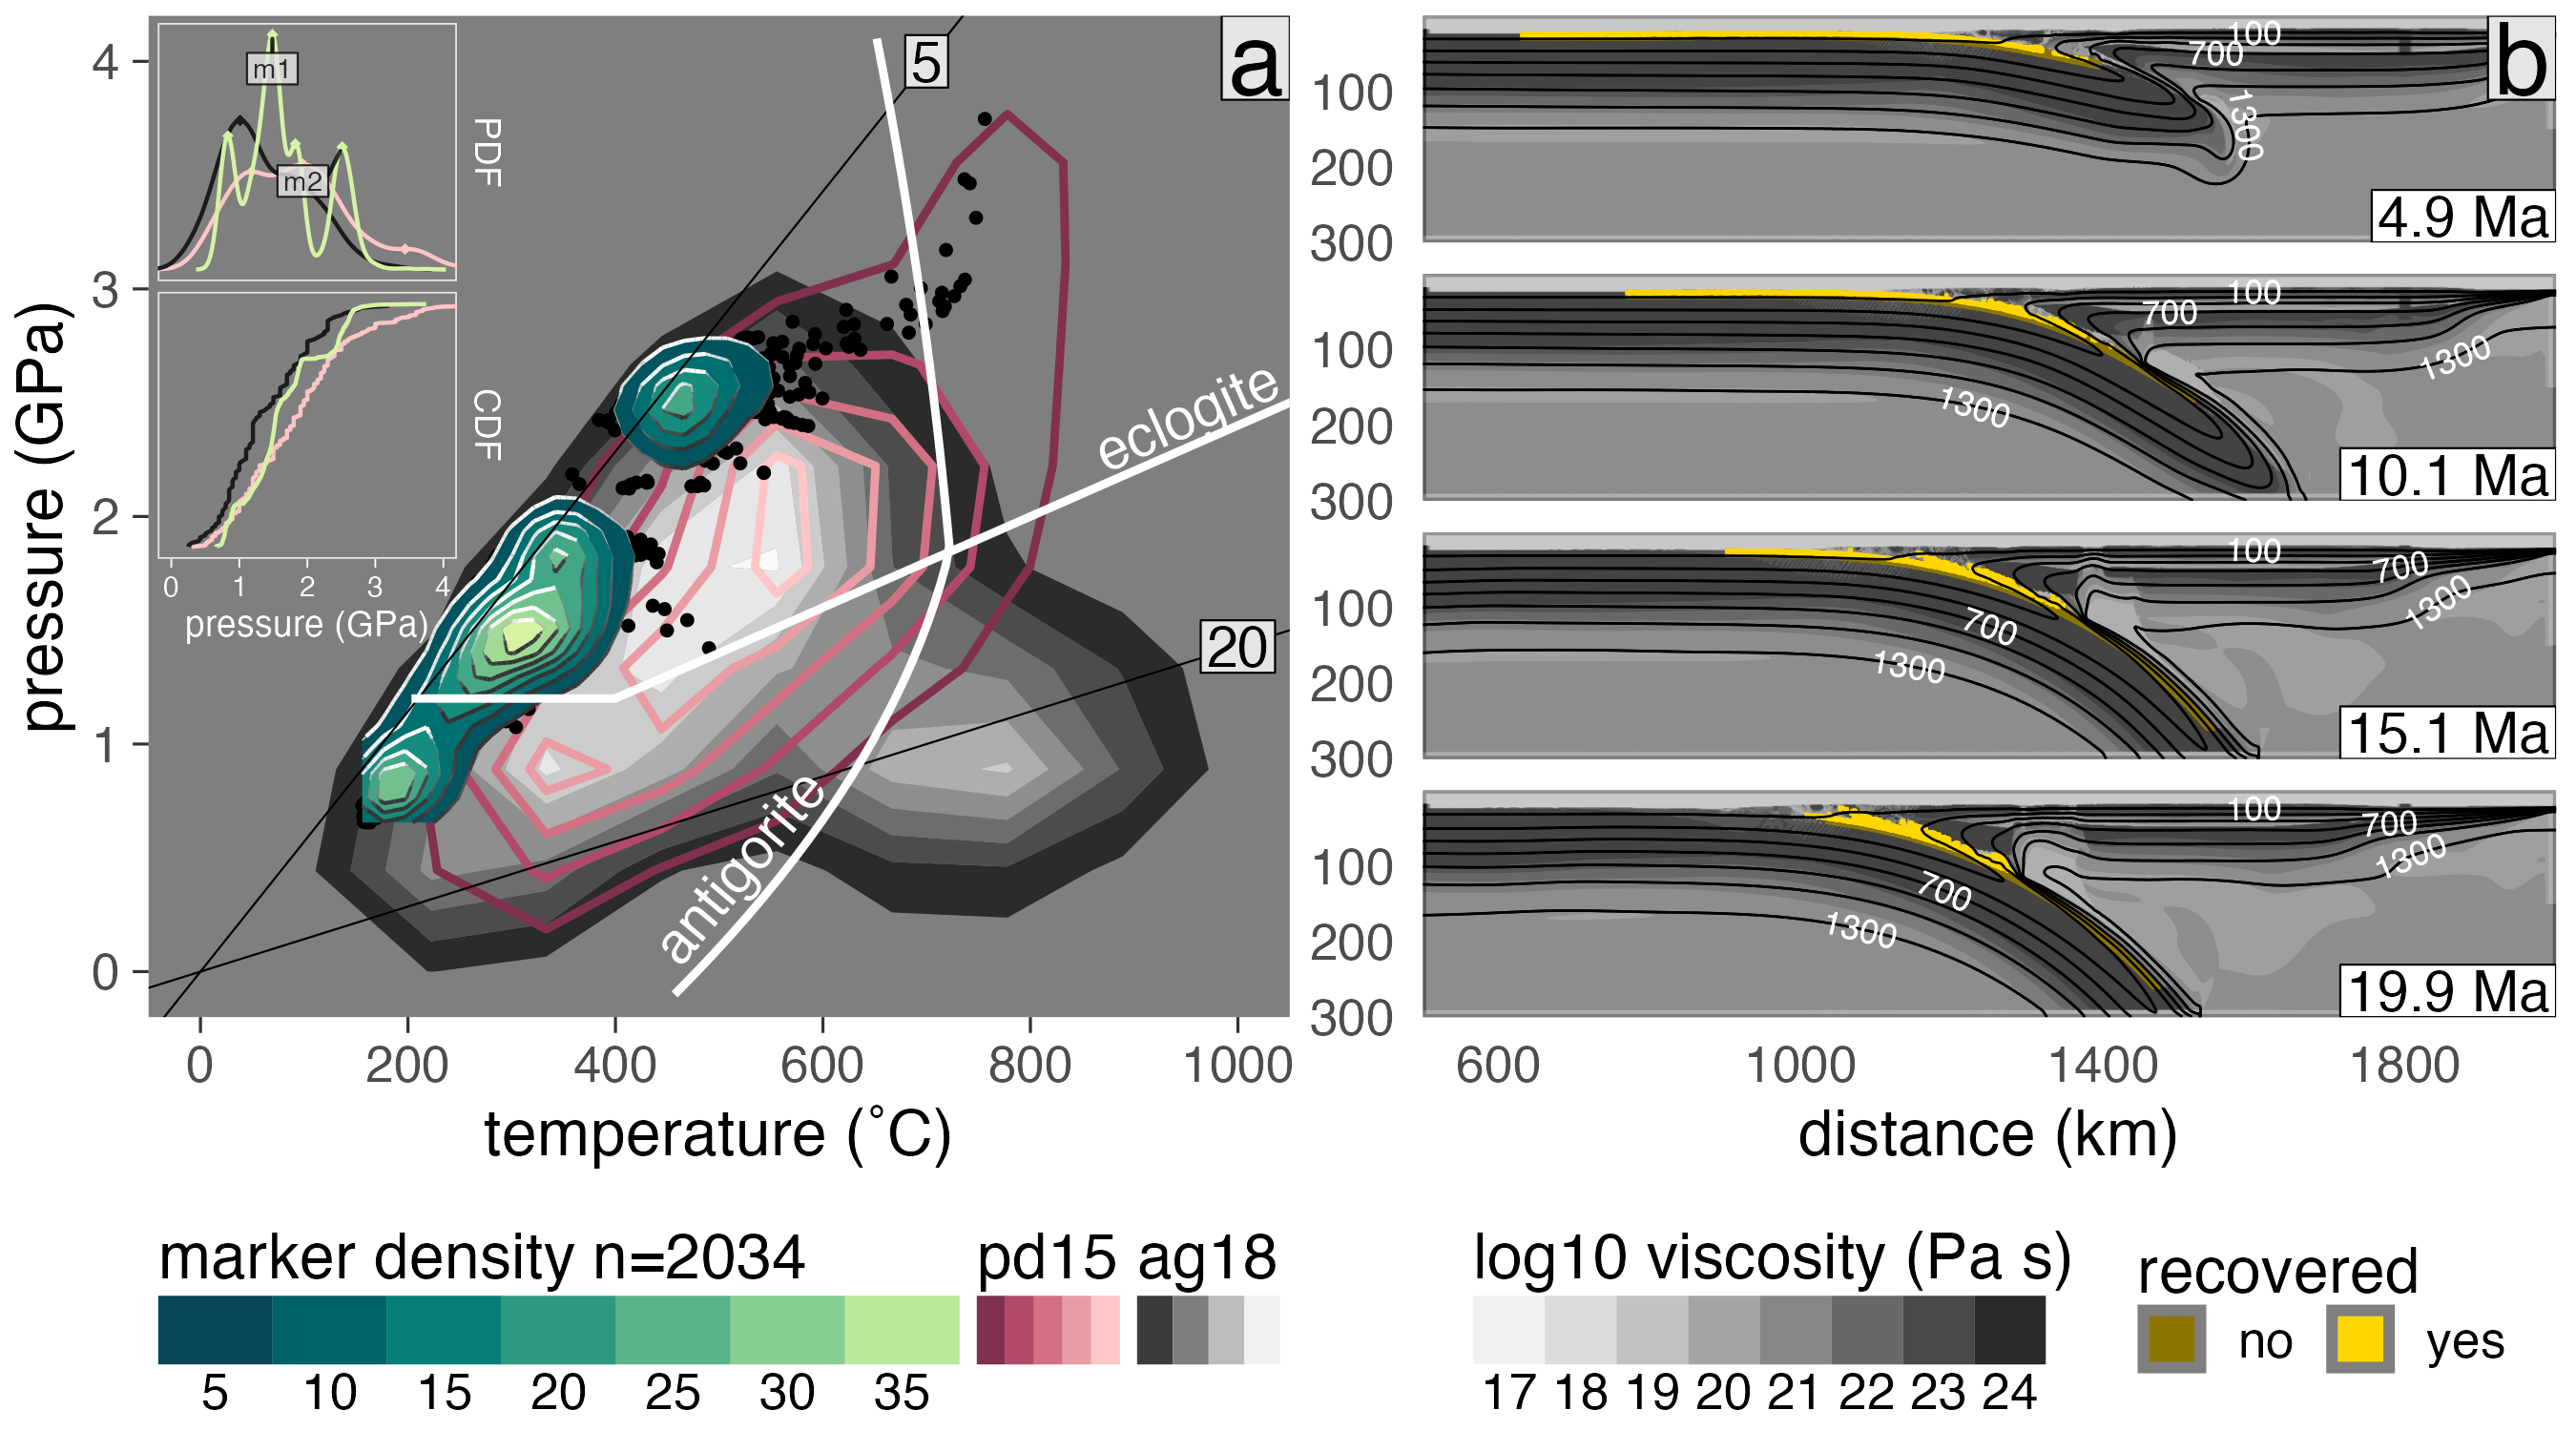 a
5
20
eclogite
antigorite
m1
m2
PDF
CDF
0 1 2 3 4
pressure (GPa)
4
3
2
1
0
pressure (GPa)
0 200 400 600 800 1000
temperature (˚C)
b
100
700
1300
4.9 Ma
100
200
300
100
700
1300
1300
10.1 Ma
100
200
300
100
700
1300
700
1300
15.1 Ma
100
200
300
100
700
1300
700
1300
19.9 Ma
100
200
300
600 1000 1400 1800
distance (km)
marker density n=2034
5 10 15 20 25 30 35
pd15 ag18
log10 viscosity (Pa s)
17 18 19 20 21 22 23 24
recovered
no yes